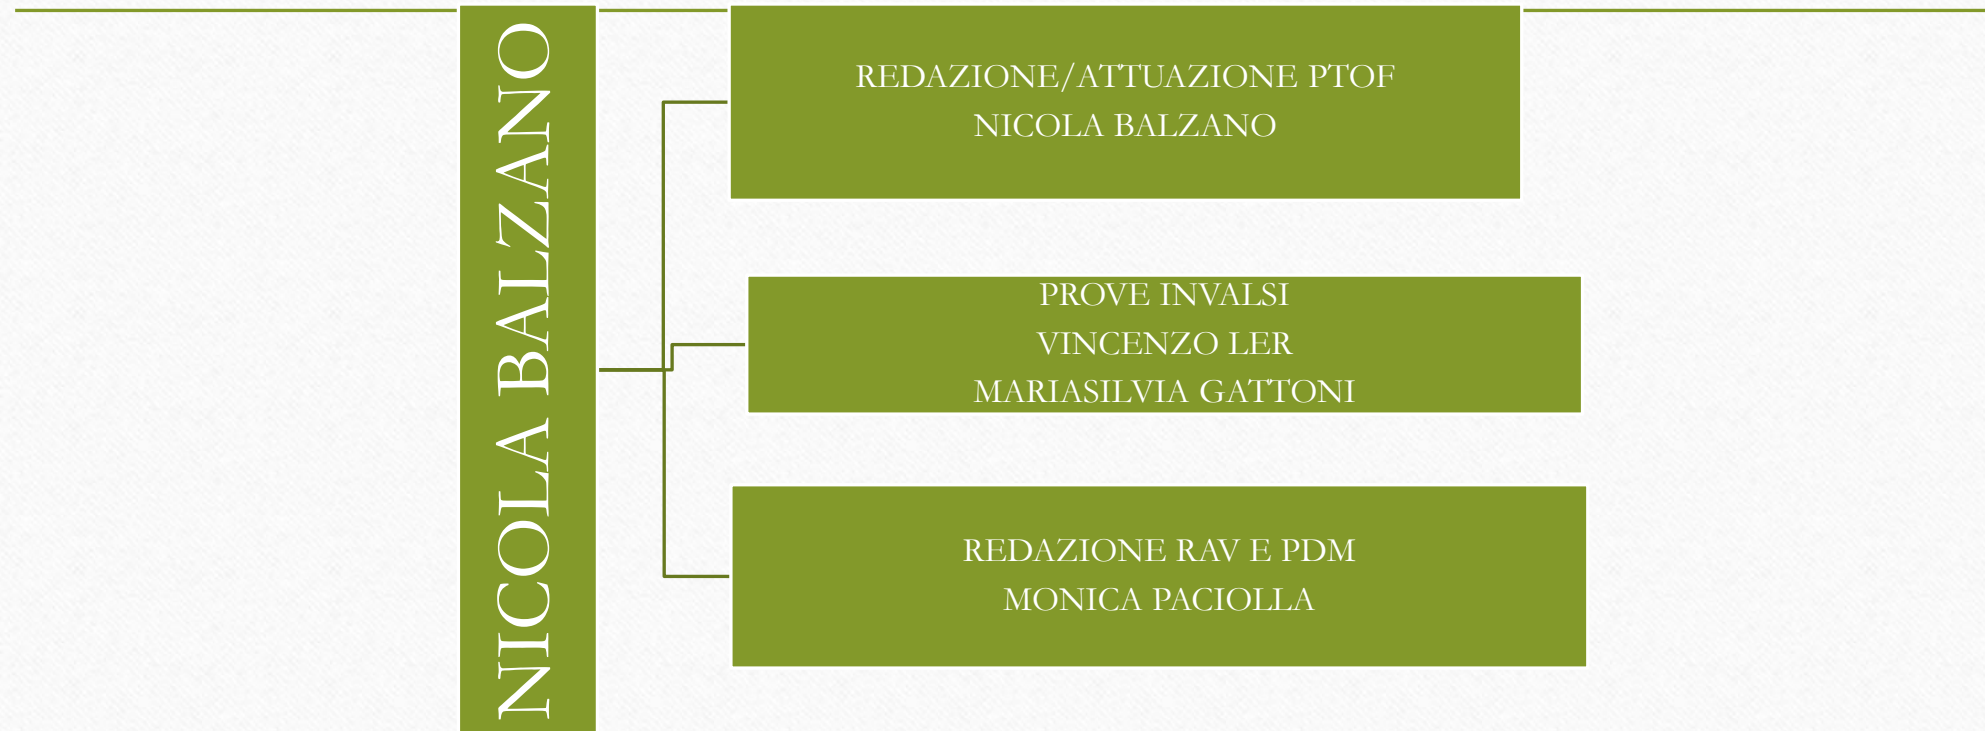 NICOLA BALZANO
REDAZIONE/ATTUAZIONE PTOF
NICOLA BALZANO
PROVE INVALSI
VINCENZO LER
MARIASILVIA GATTONI
REDAZIONE RAV E PDM
MONICA PACIOLLA